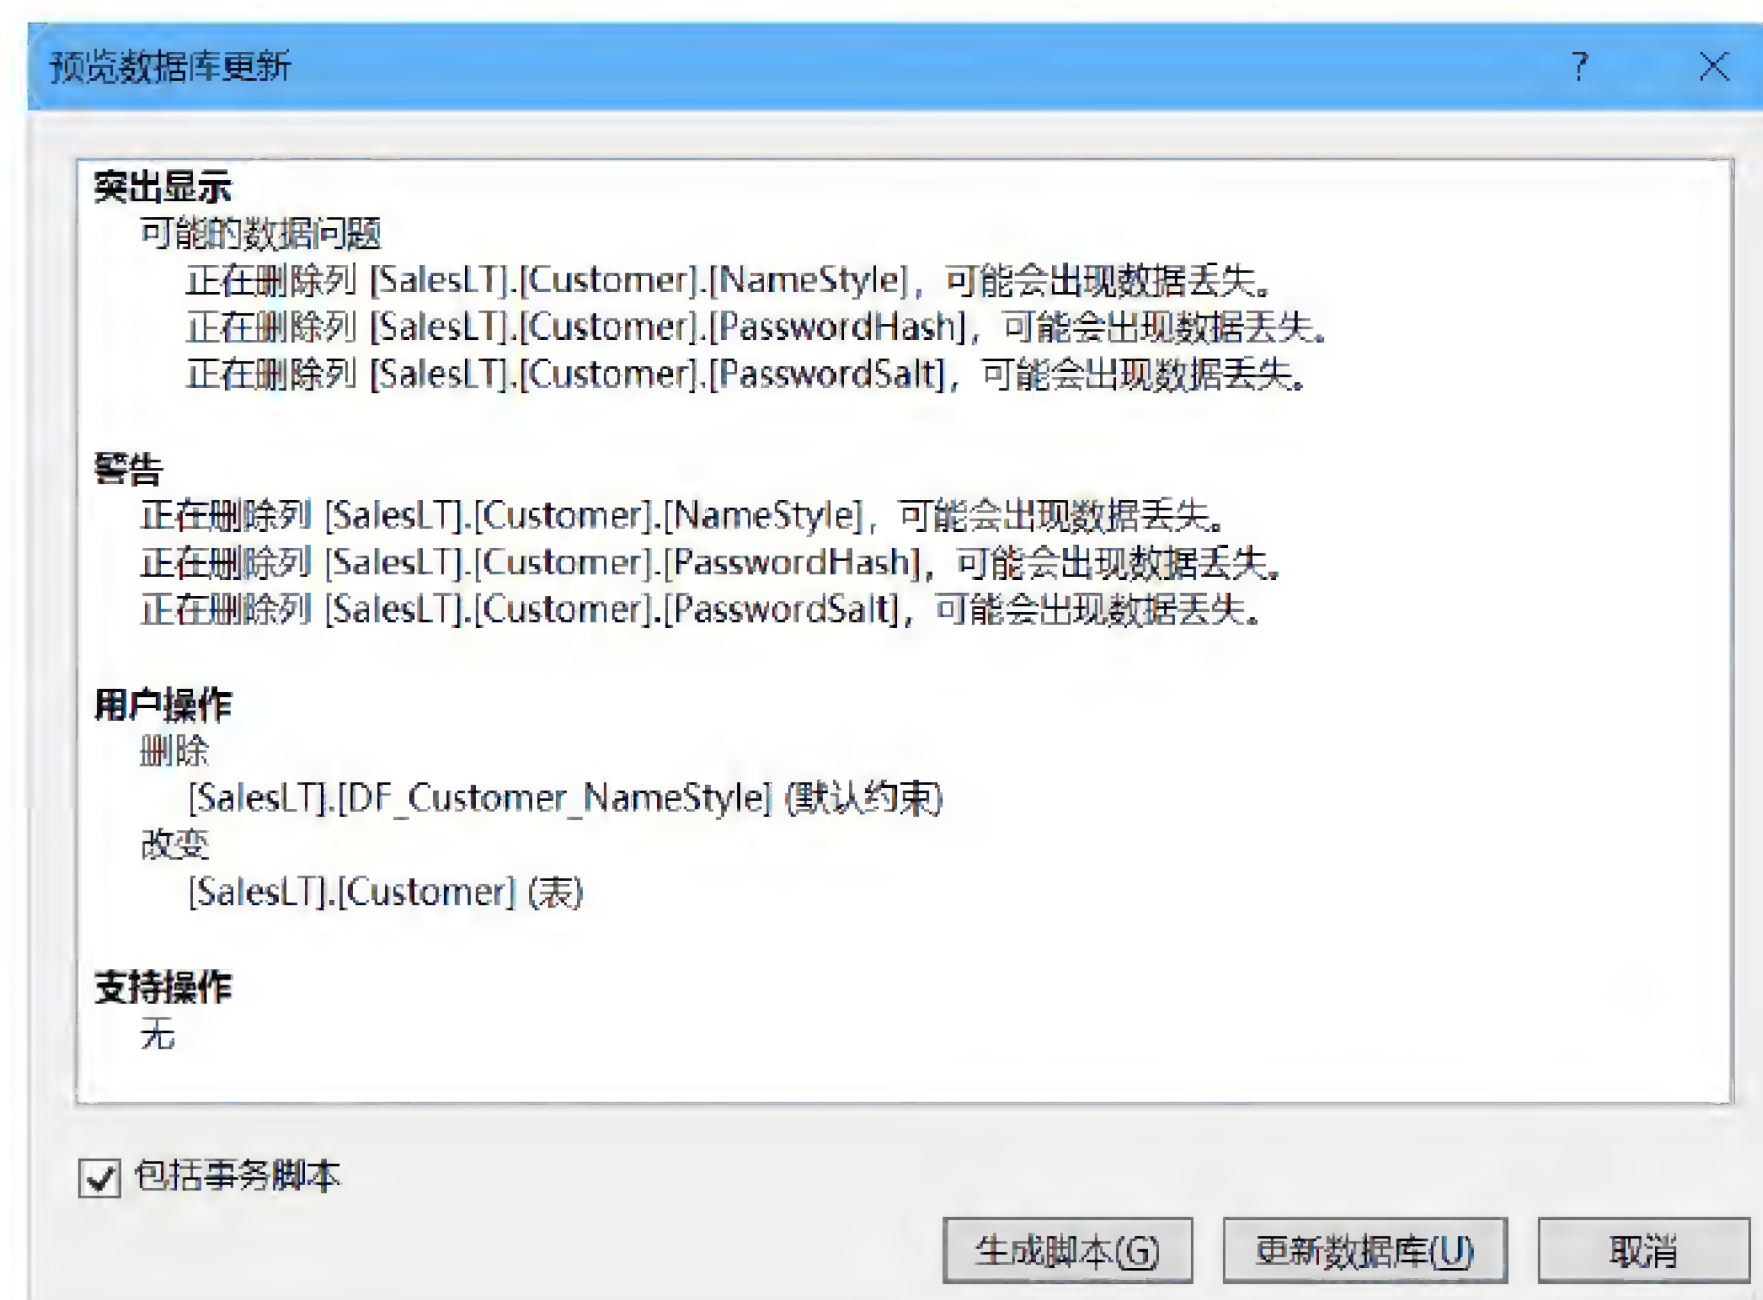 预览数据库更新
?
突出显示
可能的数据问题
正在删除列 [SalesLT].[Customer].[NameStyle]，可能会出现数据丢失。
正在删除列 [SalesLT].[Customer].[PasswordHash]，可能会出现数据丢失。
正在删除列 [SalesLT].[Customer].[PasswordSalt]，可能会出现数据丢失。
警告
正在删除列 [SalesLT].[Customer].[NameStyle]，可能会出现数据丢失。
正在删除列 [SalesLT].[Customer].[PasswordHash]，可能会出现数据丢失。
正在删除列 [SalesLT].[Customer].[PasswordSalt]，可能会出现数据丢失。
用户操作
删除
[SalesLT].[DF_Customer_NameStyle] (默认约束)
改变
[SalesLT].[Customer] (表)
支持操作
无
包括事务脚本
生成脚本(G)
更新数据库(U)
取消